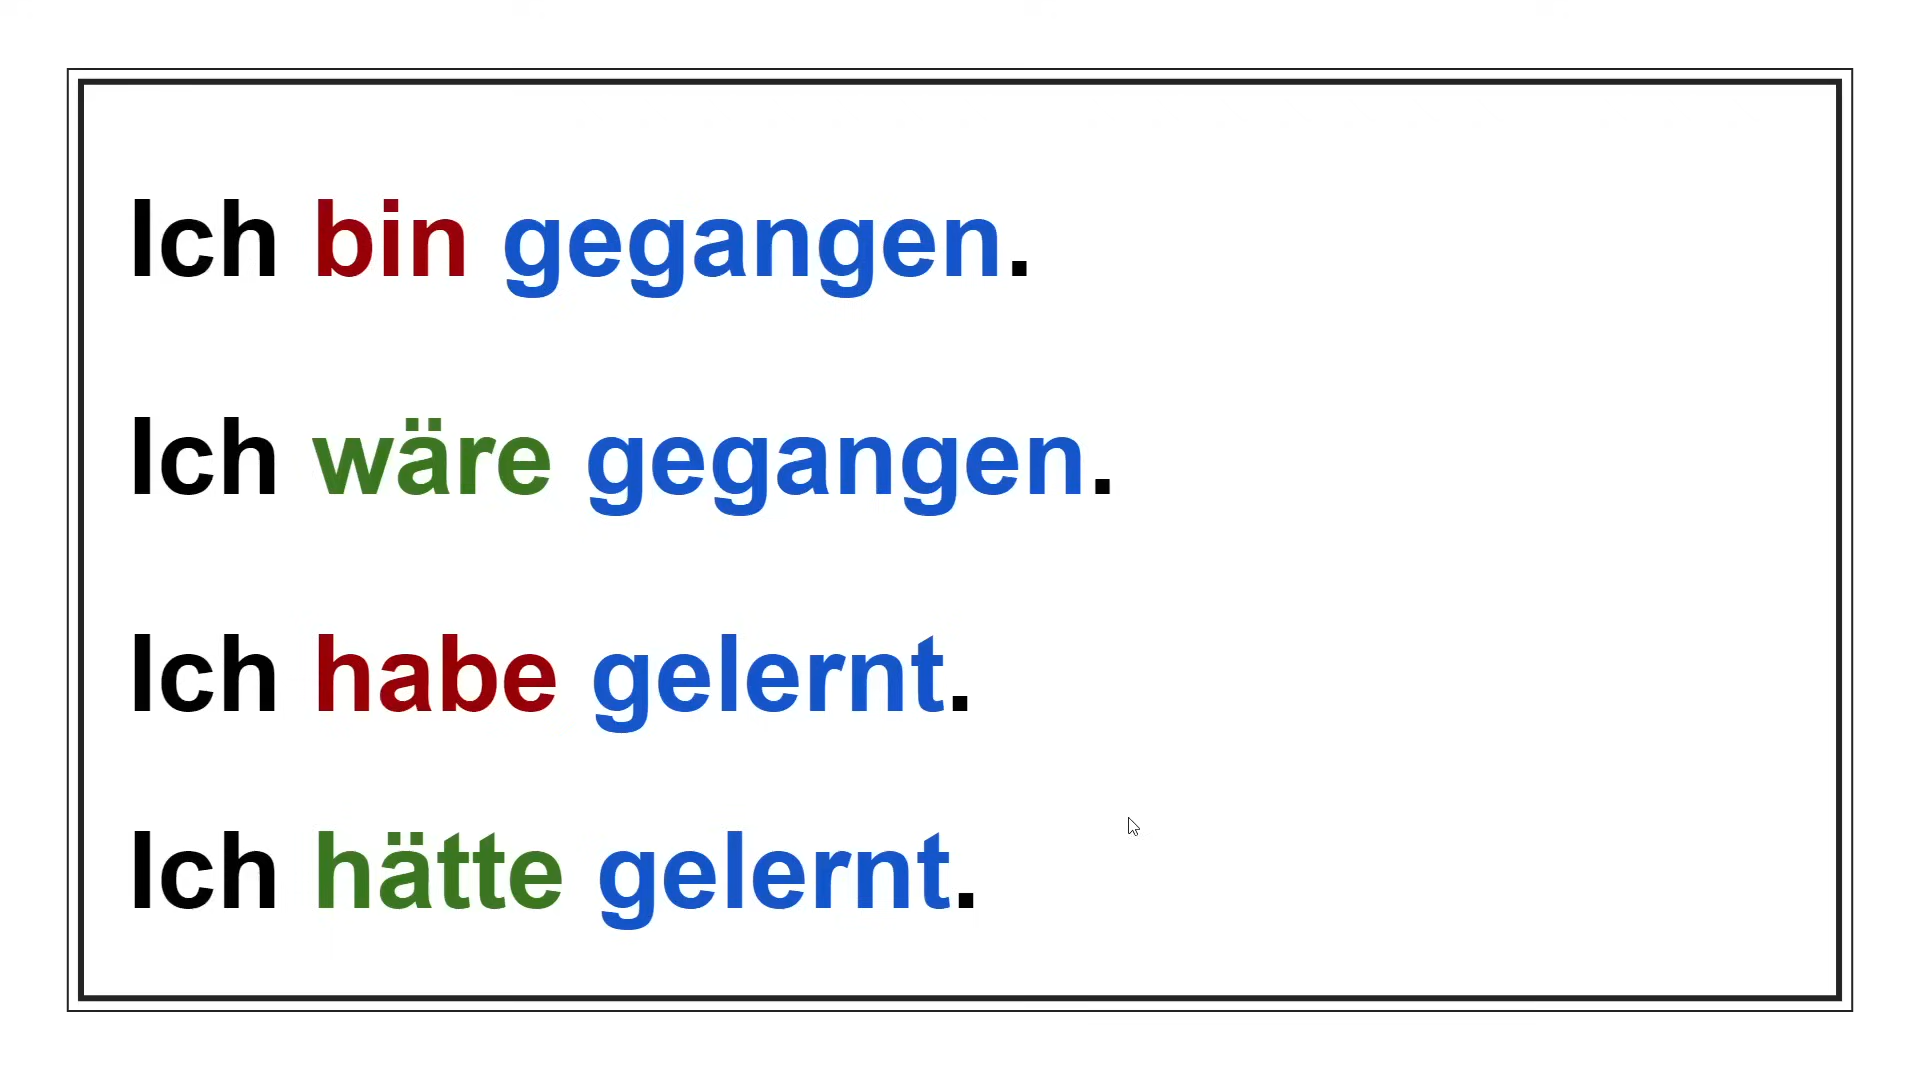 Ich bin gegangen.
Ich wäre gegangen.
Ich habe gelernt.
Ich hätte gelernt.